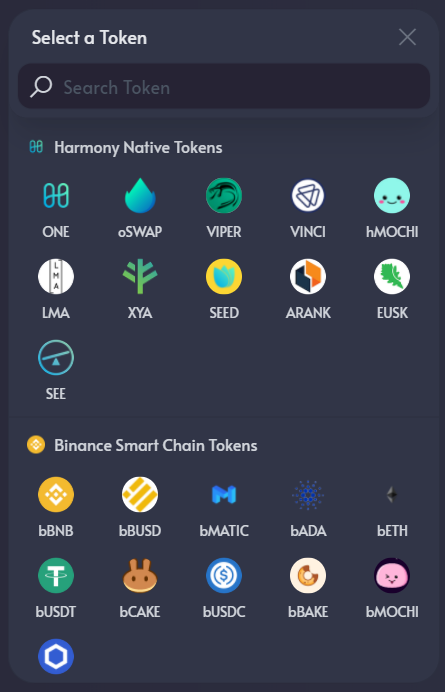 Select a Token
Search Token
Harmony Native Tokens
ONE oSWAP VIPER VINCI hMOCHI
LMA
LMA XYA SEED ARANK EUSK
SEE
Binance Smart Chain Tokens
bBNB bBUSD bMATIC bADA bETH
bUSDT bCAKE bUSDC bBAKE bMOCHI